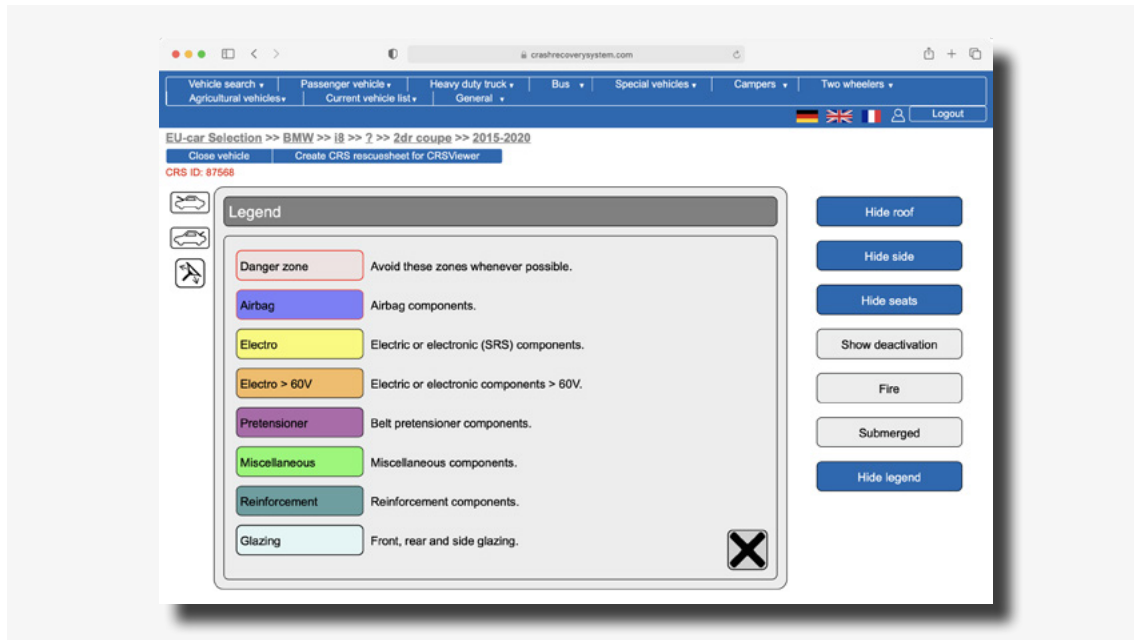 crashrecoverysystem.com
Vehicle search Passenger vehicle Heavy duty truck Bus Special vehicles Campers Two wheelers
Agricultural vehicles Current vehicle list General
Logout
EU-car Selection >> BMW >> i8 >> ? >> 2dr coupe >> 2015-2020
Close vehicle Create CRS rescuesheet for CRSViewer
CRS ID: 87568
Legend
Danger zone Avoid these zones whenever possible.
Airbag Airbag components.
Electro Electric or electronic (SRS) components.
Electro > 60V Electric or electronic components > 60V.
Pretensioner Belt pretensioner components.
Miscellaneous Miscellaneous components.
Reinforcement Reinforcement components.
Glazing Front, rear and side glazing.
Hide roof
Hide side
Hide seats
Show deactivation
Fire
Submerged
Hide legend